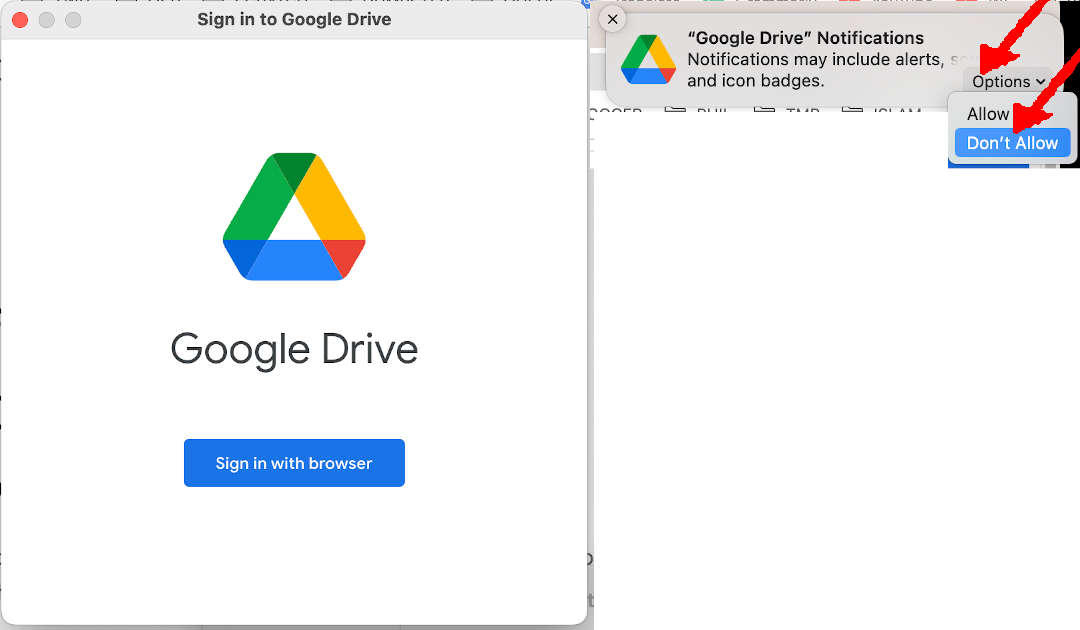 Sign in to Google Drive
Google Drive
Sign in with browser
“Google Drive” Notifications
Notifications may include alerts,
and icon badges.
Options
Allow
Don’t Allow